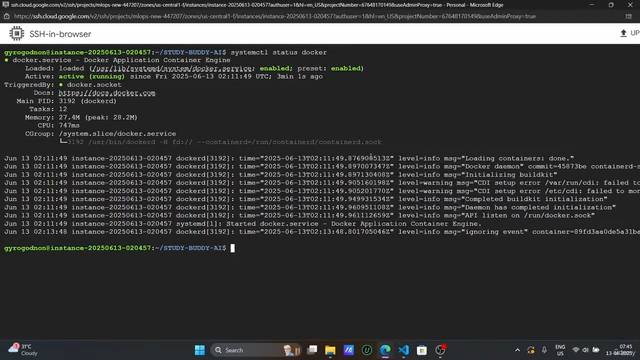 https://ssh.cloud.google.com/v2/ssh/projects/mlops-new-447207/zones/us-central1-f/instances/instance-20250613-020457?authuser=1&hl=en_US&projectNumber=676481701498&useAdminProxy=true - Personal - Microsoft Edge
SSH-in-browser
UP
gyrogodnon@instance-20250613-020457:~/STUDY-BUDDY-AI$ systemctl status docker
● docker.service - Docker Application Container Engine
Loaded: loaded (/usr/lib/systemd/system/docker.service; enabled; preset: enabled)
Active: active (running) since Fri 2025-06-13 02:11:49 UTC; 3min 1s ago
TriggeredBy: ● docker.socket
Docs: https://docs.docker.com
Main PID: 3192 (dockerd)
Tasks: 12
Memory: 27.4M (peak: 28.2M)
CPU: 747ms
CGroup: /system.slice/docker.service
└─3192 /usr/bin/dockerd -H fd:// --containerd=/run/containerd/containerd.sock
Jun 13 02:11:49 instance-20250613-020457 dockerd[3192]: time="2025-06-13T02:11:49.876908513Z" level=info msg="Loading containers: done."
Jun 13 02:11:49 instance-20250613-020457 dockerd[3192]: time="2025-06-13T02:11:49.897007347Z" level=info msg="Docker daemon" commit=45873be container
Jun 13 02:11:49 instance-20250613-020457 dockerd[3192]: time="2025-06-13T02:11:49.897130408Z" level=info msg="Initializing buildkit"
Jun 13 02:11:49 instance-20250613-020457 dockerd[3192]: time="2025-06-13T02:11:49.905160198Z" level=warning msg="CDI setup error /var/run/cdi: failed to mo
Jun 13 02:11:49 instance-20250613-020457 dockerd[3192]: level=warning msg="CDI setup error /etc/cdi: failed to monit
Jun 13 02:11:49 instance-20250613-020457 dockerd[3192]: time="2025-06-13T02:11:49.949931534Z" level=info msg="Completed buildkit initialization"
Jun 13 02:11:49 instance-20250613-020457 dockerd[3192]: time="2025-06-13T02:11:49.960951108Z" level=info msg="Daemon has completed initialization"
Jun 13 02:11:49 instance-20250613-020457 dockerd[3192]: time="2025-06-13T02:11:49.961112659Z" level=info msg="API listen on /run/docker.sock"
Jun 13 02:11:49 instance-20250613-020457 systemd[1]: Started docker.service - Docker Application Container Engine.
Jun 13 02:13:48 instance-20250613-020457 dockerd[3192]: time="2025-06-13T02:13:48.801705046Z" level=info msg="ignoring event"
gyrogodnon@instance-20250613-020457:~/STUDY-BUDDY-AI$
31°C
Cloudy
Search
ENG
US
07:45
13-06-2025